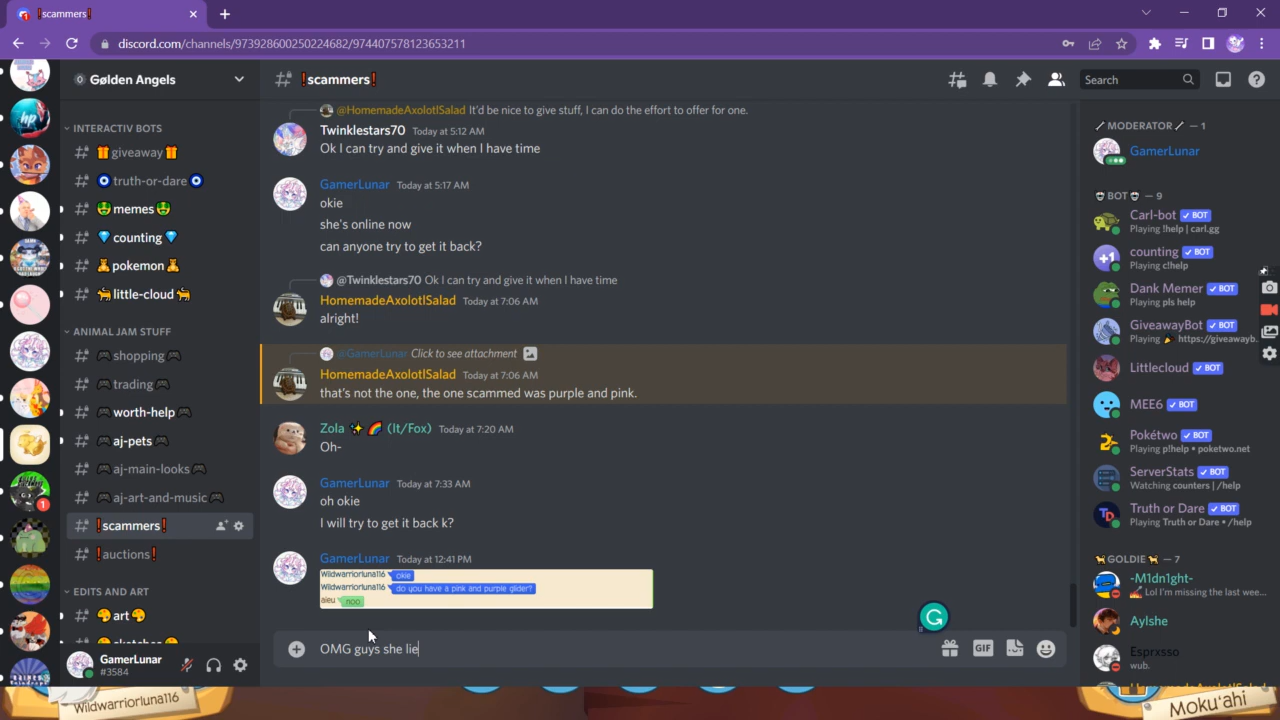 ❗scammers❗
discord.com/channels/973928600250224682/974407578123653211
Gølden Angels
❗scammers❗
Search
INTERACTIV BOTS
🎁giveaway🎁
🧿truth-or-dare🧿
🤑memes🤑
💎counting💎
🧸pokemon🧸
🐈little-cloud🐈
ANIMAL JAM STUFF
🎮shopping🎮
🎮trading🎮
🎮worth-help🎮
🎮aj-pets🎮
🎮aj-main-looks🎮
🎮aj-art-and-music🎮
❗scammers❗
❗auctions❗
EDITS AND ART
🎨art🎨
GamerLunar
#3584
@HomemadeAxolotlSalad It'd be nice to give stuff, I can do the effort to offer for one.
Twinklestars70 Today at 5:12 AM
Ok I can try and give it when I have time
GamerLunar Today at 5:17 AM
okie
she's online now
can anyone try to get it back?
@Twinklestars70 Ok I can try and give it when I have time
HomemadeAxolotlSalad Today at 7:06 AM
alright!
@GamerLunar Click to see attachment
HomemadeAxolotlSalad Today at 7:06 AM
that's not the one, the one scammed was purple and pink.
Zola ✨🌈 (It/Fox) Today at 7:20 AM
Oh-
GamerLunar Today at 7:33 AM
oh okie
I will try to get it back k?
GamerLunar Today at 12:41 PM
Wildwarriorluna116 okie
Wildwarriorluna116 do you have a pink and purple glider?
aieu noo
OMG guys she lie
GIF
🦴MODERATOR🦴 — 1
GamerLunar
BOT — 9
Carl-bot ✓ BOT
Playing !help | carl.gg
counting ✓ BOT
Playing c!help
Dank Memer ✓ BOT
Playing pls help
GiveawayBot ✓ BOT
Playing 🎉 https://giveawayb.
Littlecloud ✓ BOT
MEE6 ✓ BOT
Pokétwo ✓ BOT
Playing p!help • poketwo.net
ServerStats ✓ BOT
Watching counters | /help
Truth or Dare ✓ BOT
Playing Truth or Dare • /help
🐕GOLDIE🐕 — 7
-M1dn1ght-
Lol I'm missing the last wee...
Aylshe
Esprxsso
wub.
HomemadeAxolotlSalad
Wildwarriorluna116
Moku'ahi